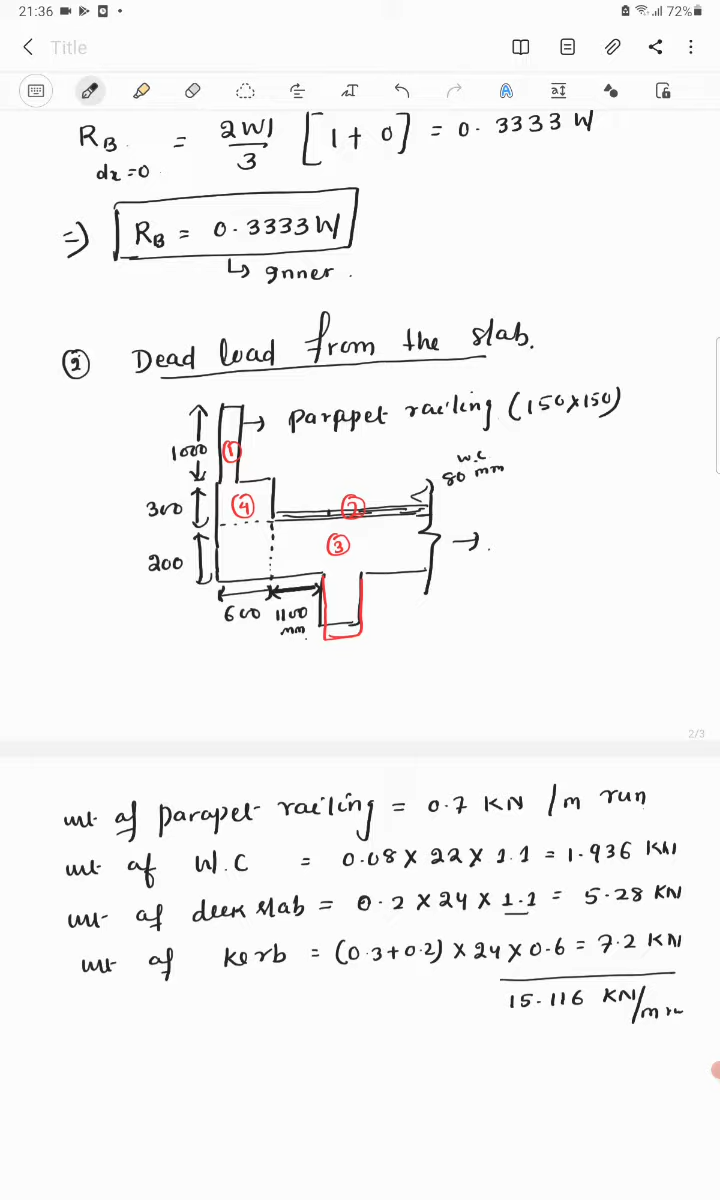 21:36 72%
Title
R_B = 2W1/3 [1 + 0] = 0.3333 W
dx =0
=) R_B = 0.3333 W
↳ Inner.
② Dead load from the slab.
1000 ① → parapet railing (150×150)
W.C
80 mm
300 ④ ②
③ →.
200
600 1100
mm
2/3
wt of parapet railing = 0.7 KN /m run
wt of W.C = 0.08 × 22 × 1.1 = 1.936 KN
wt of deck slab = 0.2 × 24 × 1.1 = 5.28 KN
wt of kerb = (0.3+0.2) × 24 × 0.6 = 7.2 KN
15.116 KN/m